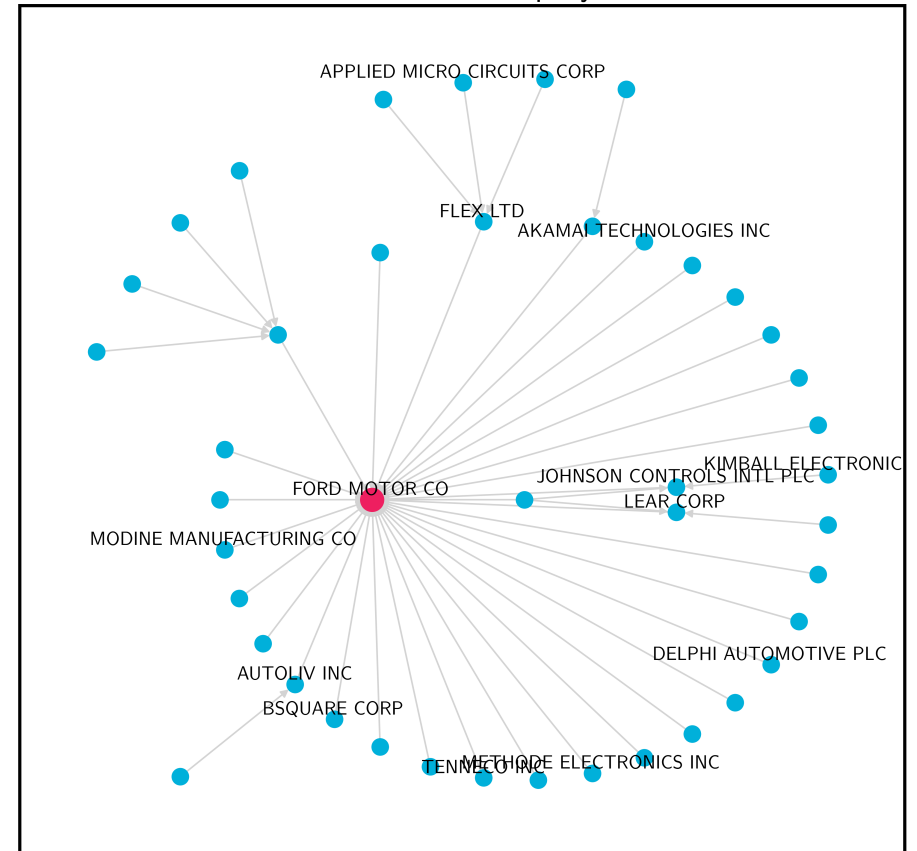 APPLIED MICRO CIRCUITS CORP
FLEX LTD
AKAMAI TECHNOLOGIES INC
KIMBALL ELECTRONIC
JOHNSON CONTROLS INTL PLC
FORD MOTOR CO
LEAR CORP
MODINE MANUFACTURING CO
DELPHI AUTOMOTIVE PLC
AUTOLIV INC
BSQUARE CORP
METHODE ELECTRONICS INC
TENNECO INC